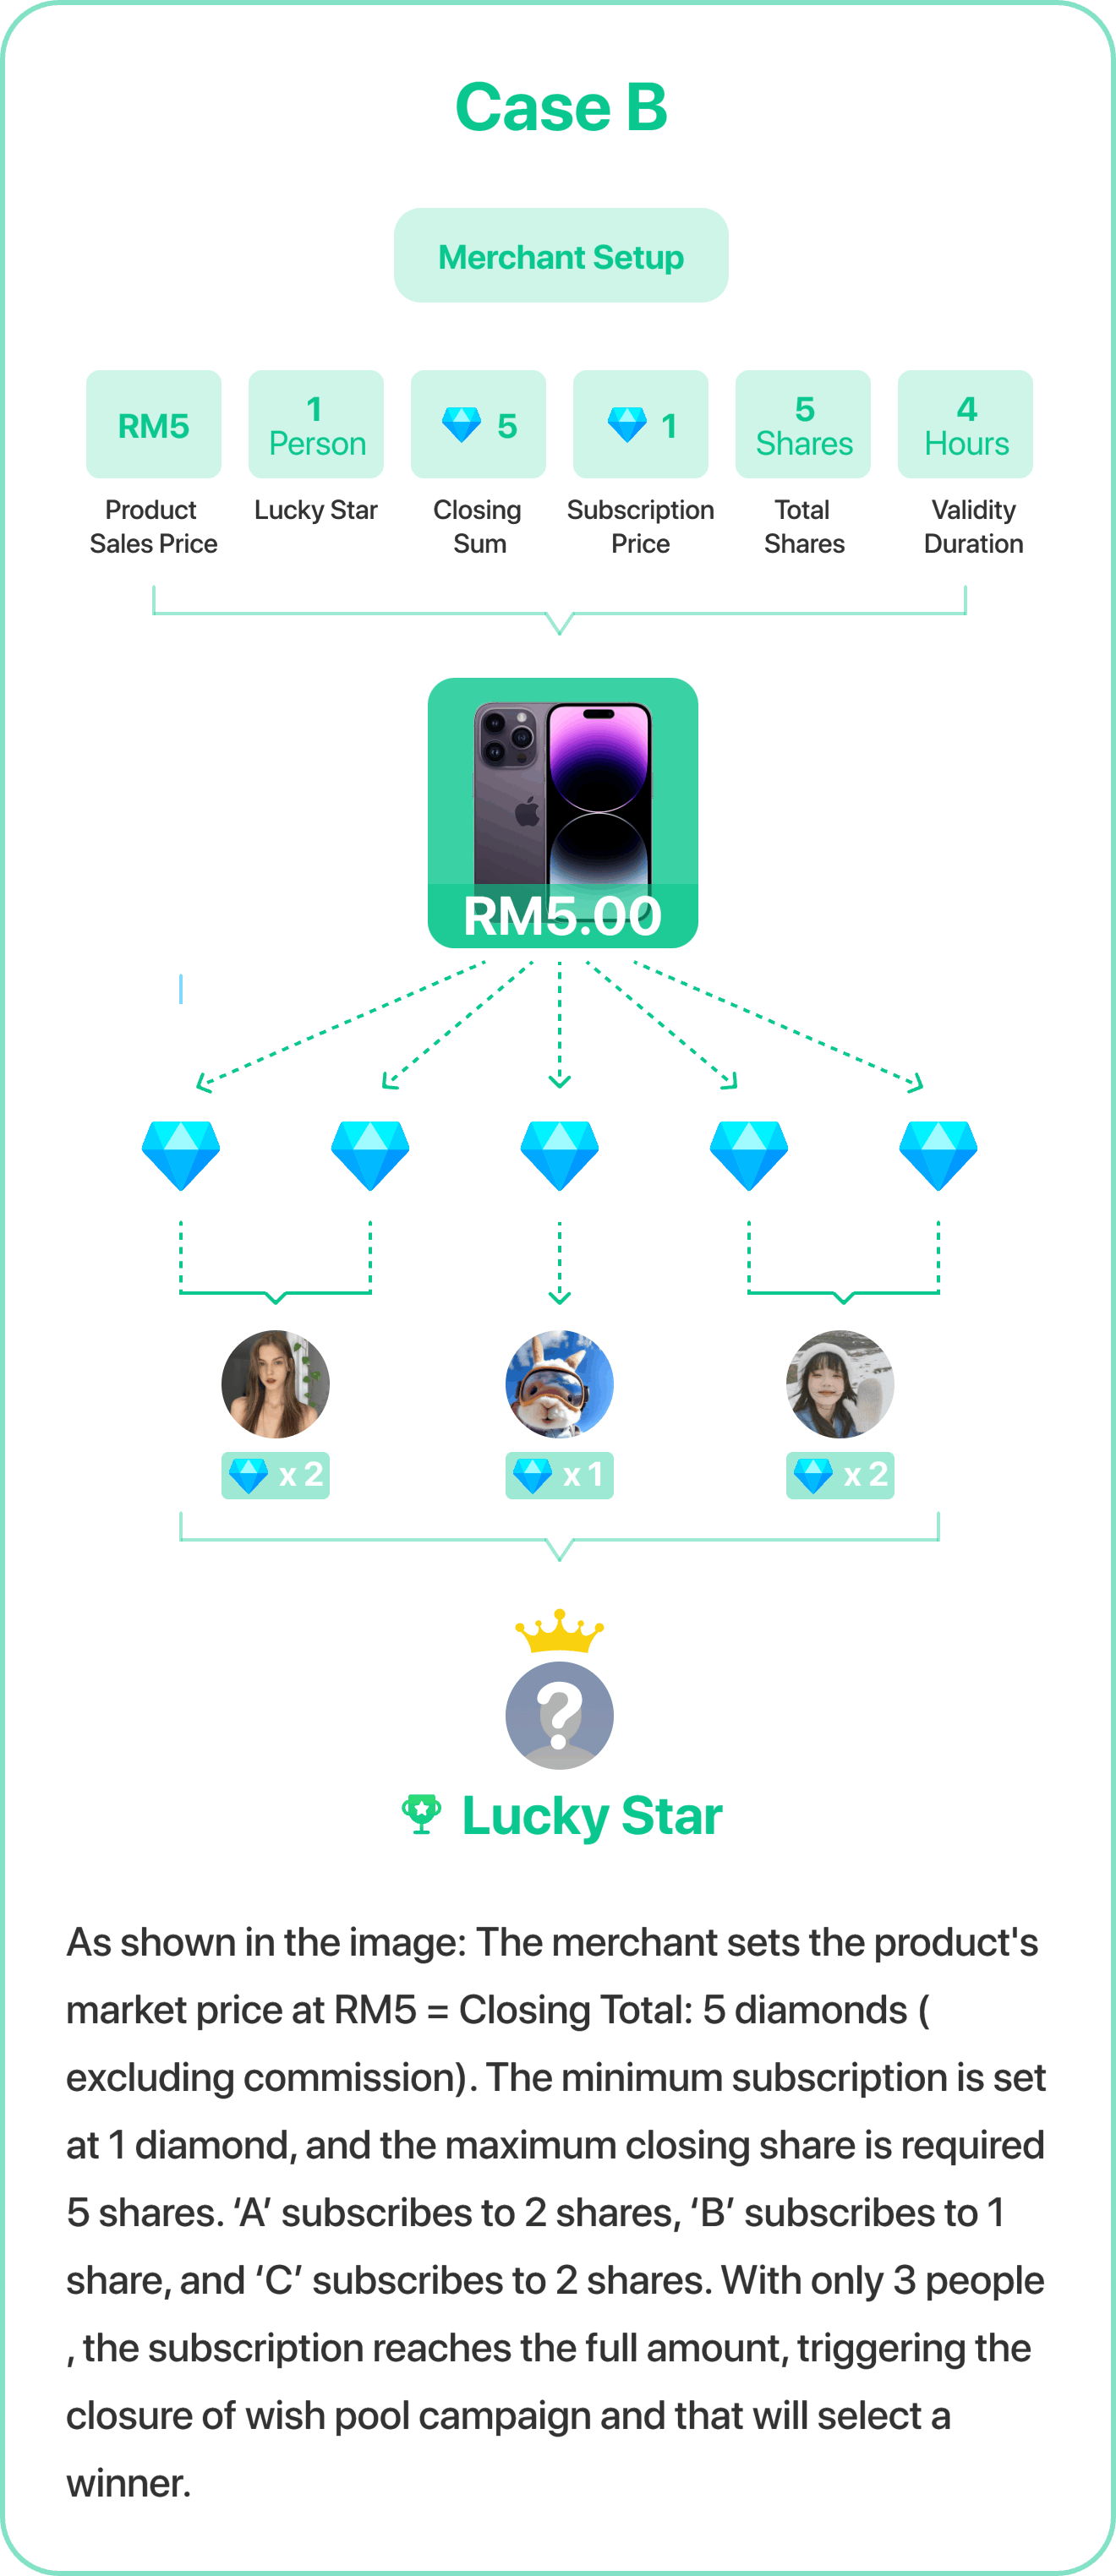 Case B
Merchant Setup
RM5
1
Person
5
1
5
Shares
4
Hours
Product
Sales Price
Lucky Star
Closing
Sum
Subscription
Price
Total
Shares
Validity
Duration
RM5.00
x 2
x 1
x 2
?
Lucky Star
As shown in the image: The merchant sets the product's
market price at RM5 = Closing Total: 5 diamonds (
excluding commission). The minimum subscription is set
at 1 diamond, and the maximum closing share is required
5 shares. ‘A’ subscribes to 2 shares, ‘B’ subscribes to 1
share, and ‘C’ subscribes to 2 shares. With only 3 people
, the subscription reaches the full amount, triggering the
closure of wish pool campaign and that will select a
winner.